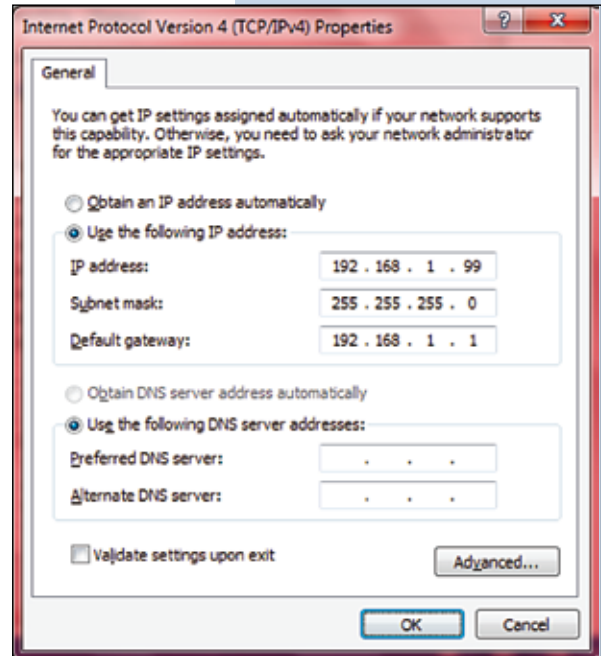 Internet Protocol Version 4 (TCP/IPv4) Properties
General
You can get IP settings assigned automatically if your network supports
this capability. Otherwise, you need to ask your network administrator
for the appropriate IP settings.
Obtain an IP address automatically
Use the following IP address:
IP address: 192 . 168 . 1 . 99
Subnet mask: 255 . 255 . 255 . 0
Default gateway: 192 . 168 . 1 . 1
Obtain DNS server address automatically
Use the following DNS server addresses:
Preferred DNS server: . . .
Alternate DNS server: . . .
Validate settings upon exit
Advanced...
OK Cancel